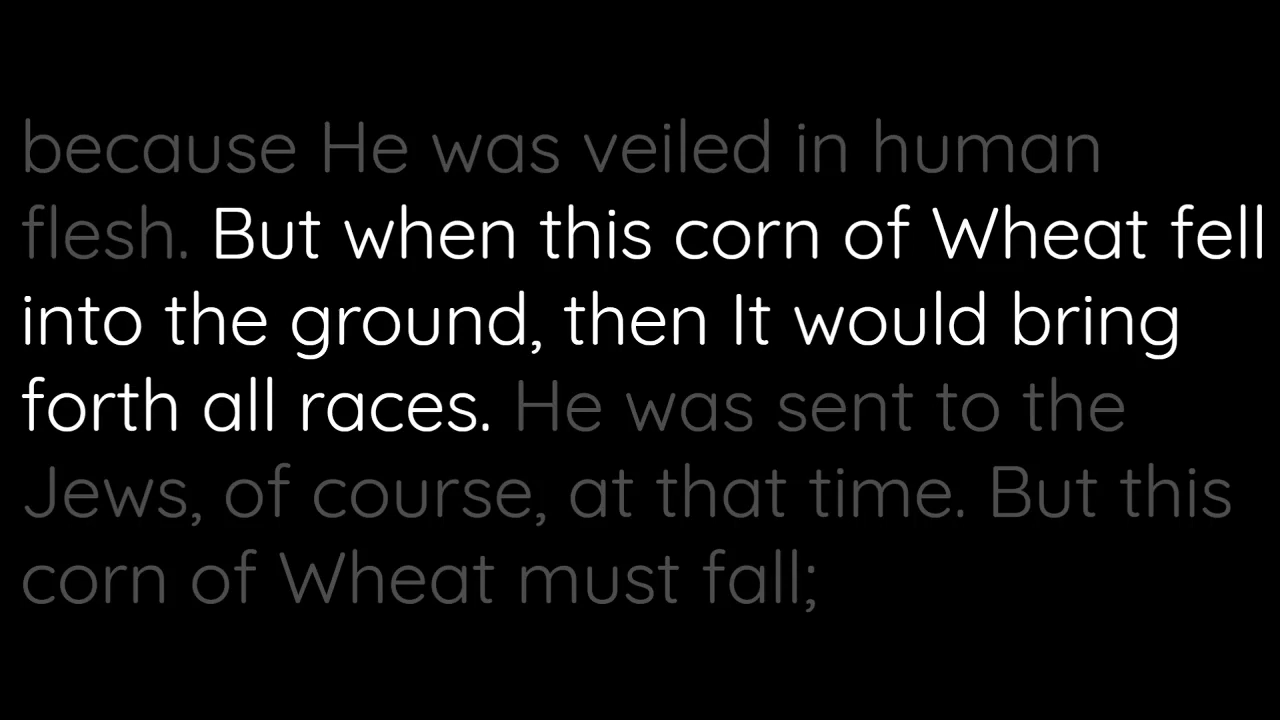 because He was veiled in human
flesh. But when this corn of Wheat fell
into the ground, then It would bring
forth all races. He was sent to the
Jews, of course, at that time. But this
corn of Wheat must fall;